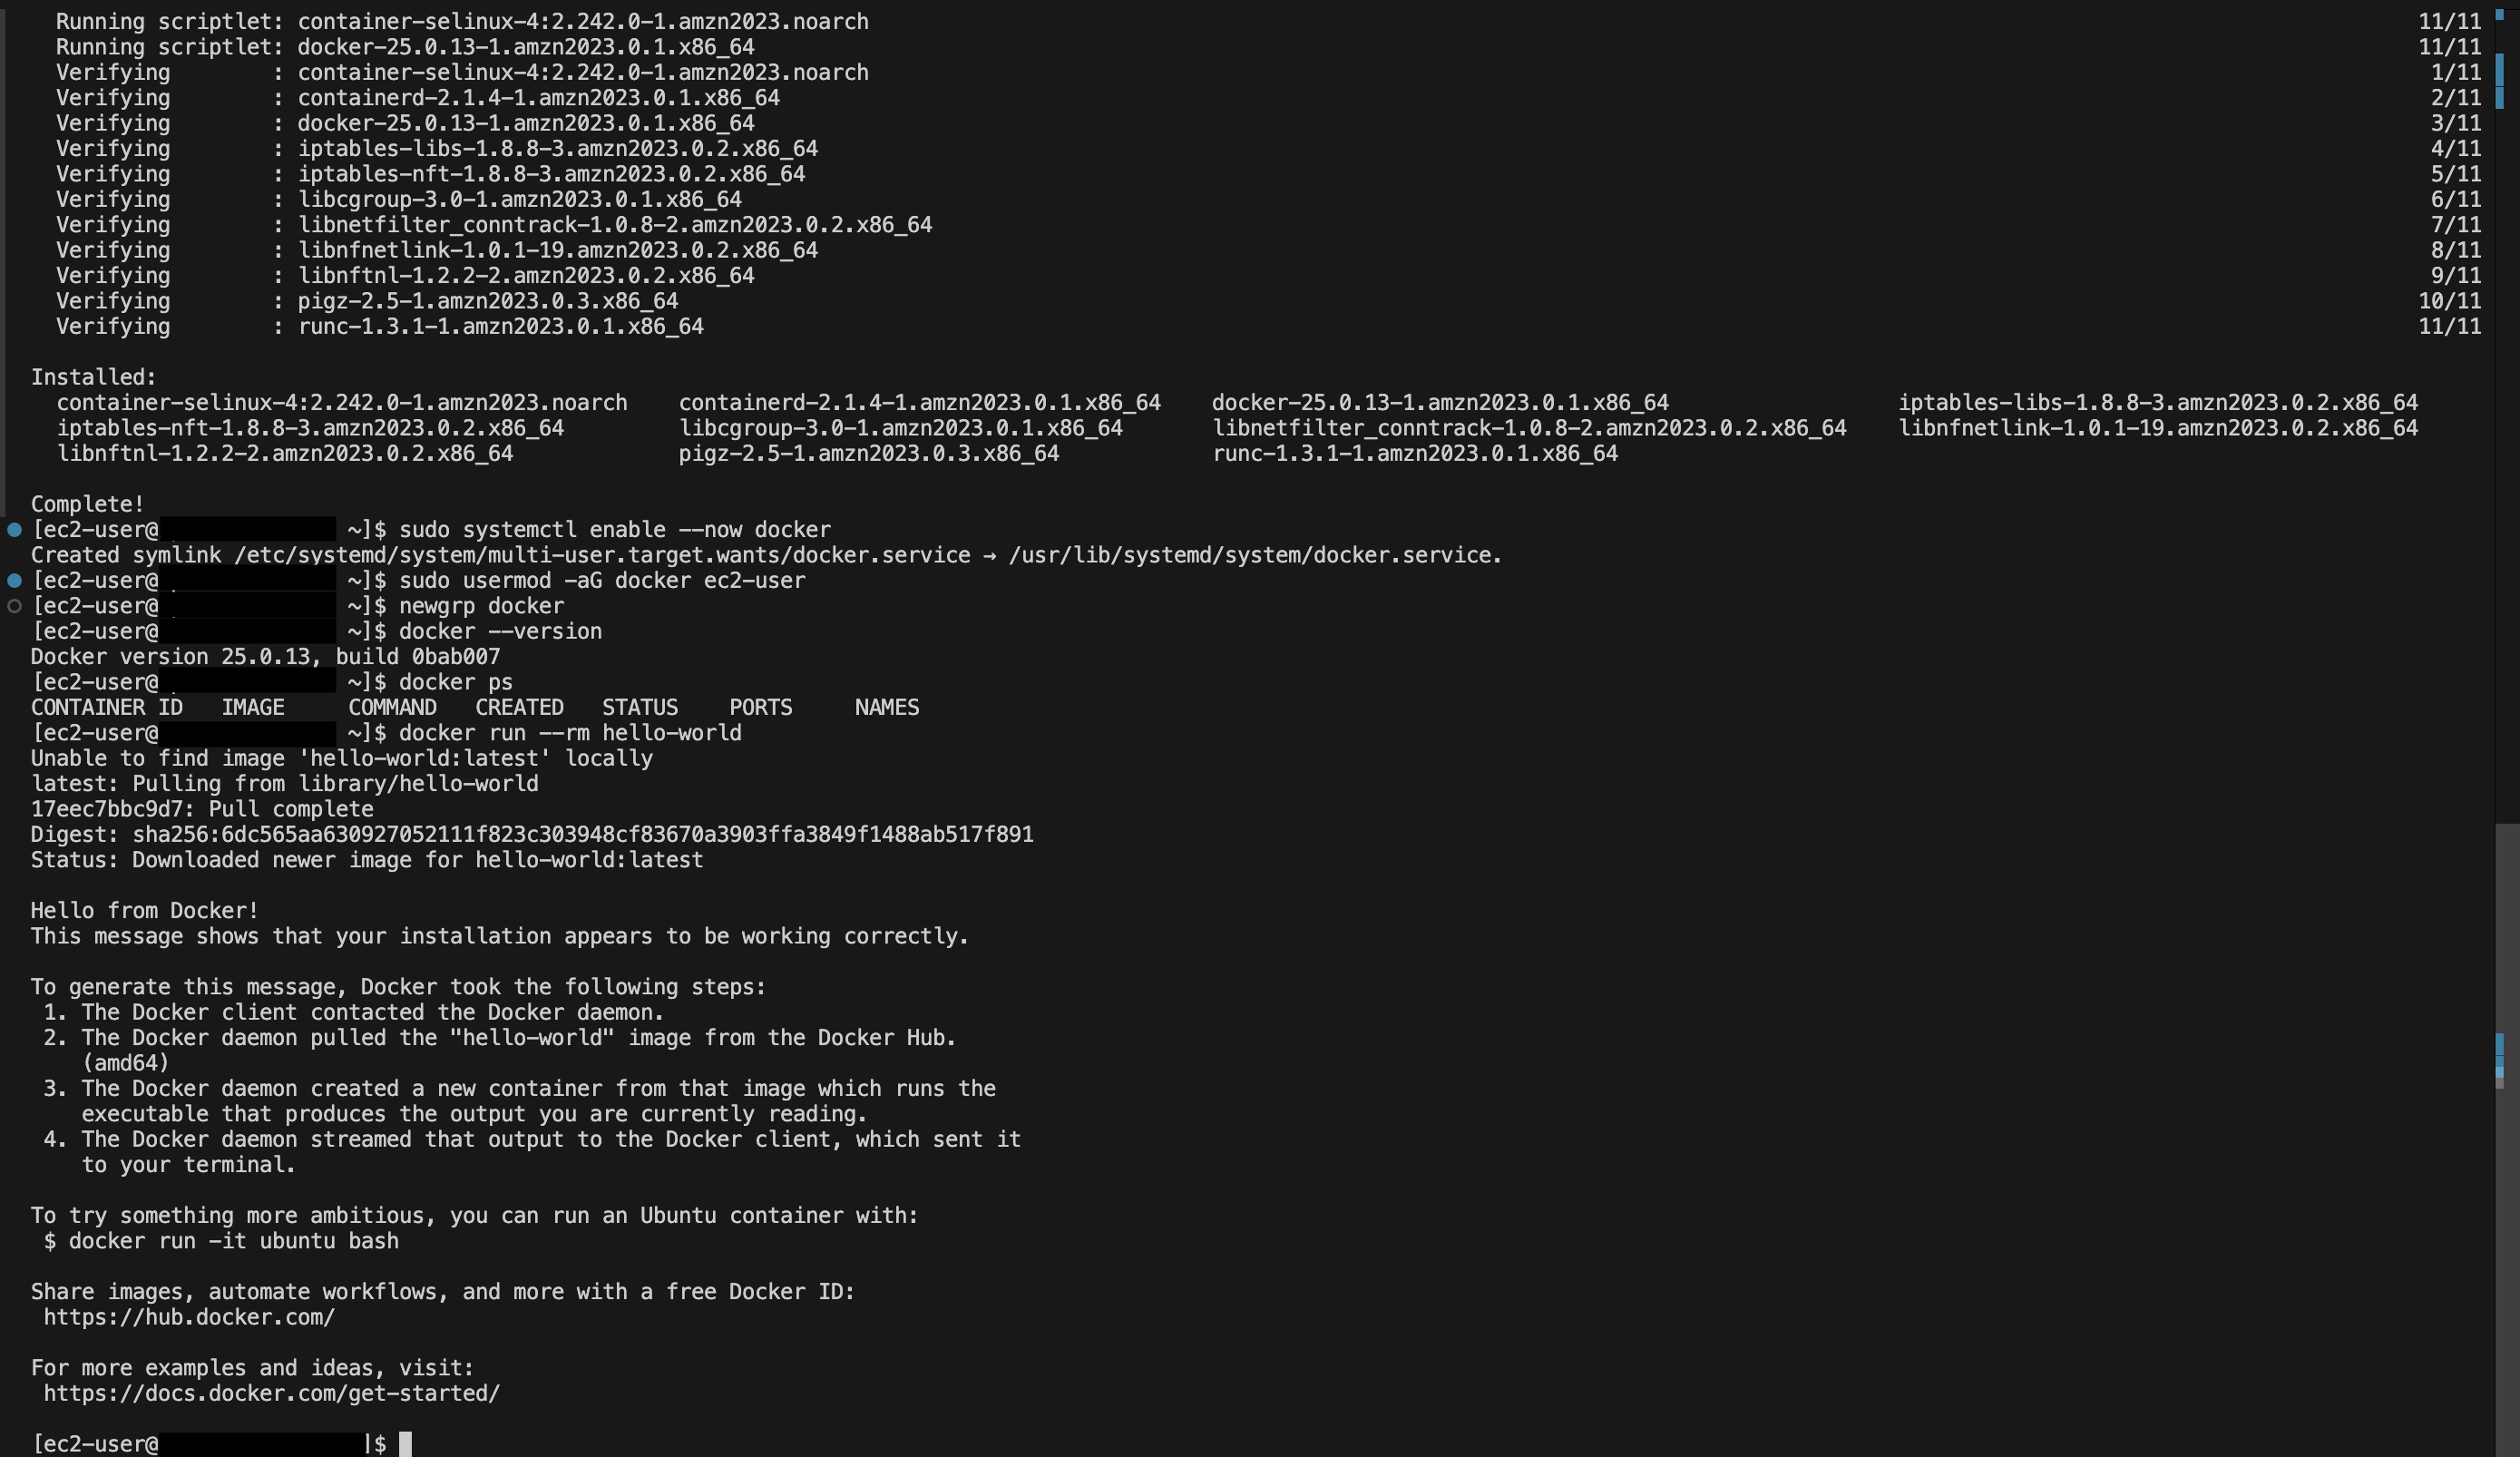 Running scriptlet: container-selinux-4:2.242.0-1.amzn2023.noarch 11/11
Running scriptlet: docker-25.0.13-1.amzn2023.0.1.x86_64 11/11
Verifying : container-selinux-4:2.242.0-1.amzn2023.noarch 1/11
Verifying : containerd-2.1.4-1.amzn2023.0.1.x86_64 2/11
Verifying : docker-25.0.13-1.amzn2023.0.1.x86_64 3/11
Verifying : iptables-libs-1.8.8-3.amzn2023.0.2.x86_64 4/11
Verifying : iptables-nft-1.8.8-3.amzn2023.0.2.x86_64 5/11
Verifying : libcgroup-3.0-1.amzn2023.0.1.x86_64 6/11
Verifying : libnetfilter_conntrack-1.0.8-2.amzn2023.0.2.x86_64 7/11
Verifying : libnfnetlink-1.0.1-19.amzn2023.0.2.x86_64 8/11
Verifying : libnftnl-1.2.2-2.amzn2023.0.2.x86_64 9/11
Verifying : pigz-2.5-1.amzn2023.0.3.x86_64 10/11
Verifying : runc-1.3.1-1.amzn2023.0.1.x86_64 11/11
Installed:
container-selinux-4:2.242.0-1.amzn2023.noarch containerd-2.1.4-1.amzn2023.0.1.x86_64 docker-25.0.13-1.amzn2023.0.1.x86_64 iptables-libs-1.8.8-3.amzn2023.0.2.x86_64
iptables-nft-1.8.8-3.amzn2023.0.2.x86_64 libcgroup-3.0-1.amzn2023.0.1.x86_64 libnetfilter_conntrack-1.0.8-2.amzn2023.0.2.x86_64 libnfnetlink-1.0.1-19.amzn2023.0.2.x86_64
libnftnl-1.2.2-2.amzn2023.0.2.x86_64 pigz-2.5-1.amzn2023.0.3.x86_64 runc-1.3.1-1.amzn2023.0.1.x86_64
Complete!
[ec2-user@ ~]$ sudo systemctl enable --now docker
Created symlink /etc/systemd/system/multi-user.target.wants/docker.service → /usr/lib/systemd/system/docker.service.
[ec2-user@ ~]$ sudo usermod -aG docker ec2-user
[ec2-user@ ~]$ newgrp docker
[ec2-user@ ~]$ docker --version
Docker version 25.0.13, build 0bab007
[ec2-user@ ~]$ docker ps
CONTAINER ID IMAGE COMMAND CREATED STATUS PORTS NAMES
[ec2-user@ ~]$ docker run --rm hello-world
Unable to find image 'hello-world:latest' locally
latest: Pulling from library/hello-world
17eec7bbc9d7: Pull complete
Digest: sha256:6dc565aa630927052111f823c303948cf83670a3903ffa3849f1488ab517f891
Status: Downloaded newer image for hello-world:latest
Hello from Docker!
This message shows that your installation appears to be working correctly.
To generate this message, Docker took the following steps:
1. The Docker client contacted the Docker daemon.
2. The Docker daemon pulled the "hello-world" image from the Docker Hub.
(amd64)
3. The Docker daemon created a new container from that image which runs the
executable that produces the output you are currently reading.
4. The Docker daemon streamed that output to the Docker client, which sent it
to your terminal.
To try something more ambitious, you can run an Ubuntu container with:
$ docker run -it ubuntu bash
Share images, automate workflows, and more with a free Docker ID:
https://hub.docker.com/
For more examples and ideas, visit:
https://docs.docker.com/get-started/
[ec2-user@ ]$